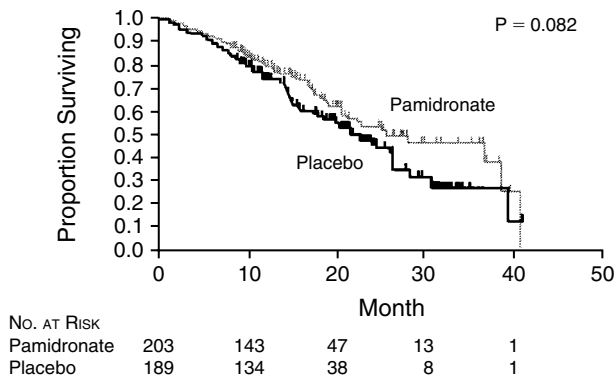 P = 0.082
Proportion Surviving
1.0
0.9
0.8
0.7
0.6
0.5
0.4
0.3
0.2
0.1
0.0
Pamidronate
Placebo
0 10 20 30 40 50
Month
No. at Risk
Pamidronate 203 143 47 13 1
Placebo 189 134 38 8 1